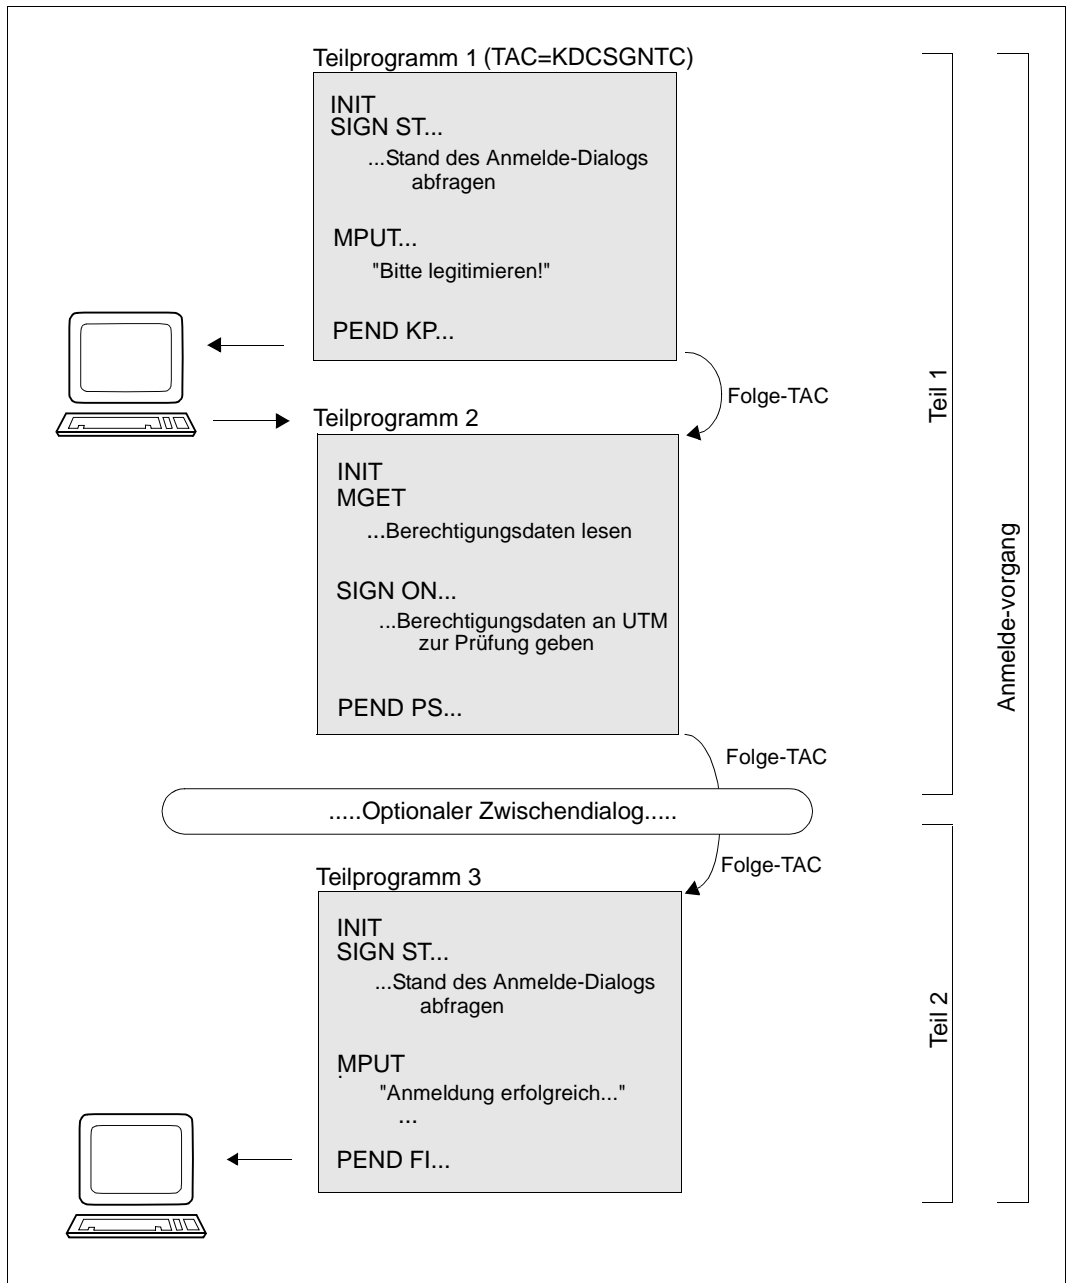 Teilprogramm 1 (TAC=KDCSGNTC)
INIT
SIGN ST...
...Stand des Anmelde-Dialogs
abfragen
MPUT...
"Bitte legitimieren!"
PEND KP...
Folge-TAC
Teil 1
Teilprogramm 2
INIT
MGET
...Berechtigungsdaten lesen
SIGN ON...
...Berechtigungsdaten an UTM
zur Prüfung geben
PEND PS...
Anmelde-vorgang
Folge-TAC
.....Optionaler Zwischendialog.....
Folge-TAC
Teilprogramm 3
INIT
SIGN ST...
...Stand des Anmelde-Dialogs
abfragen
Teil 2
MPUT
"Anmeldung erfolgreich..."
...
PEND FI...